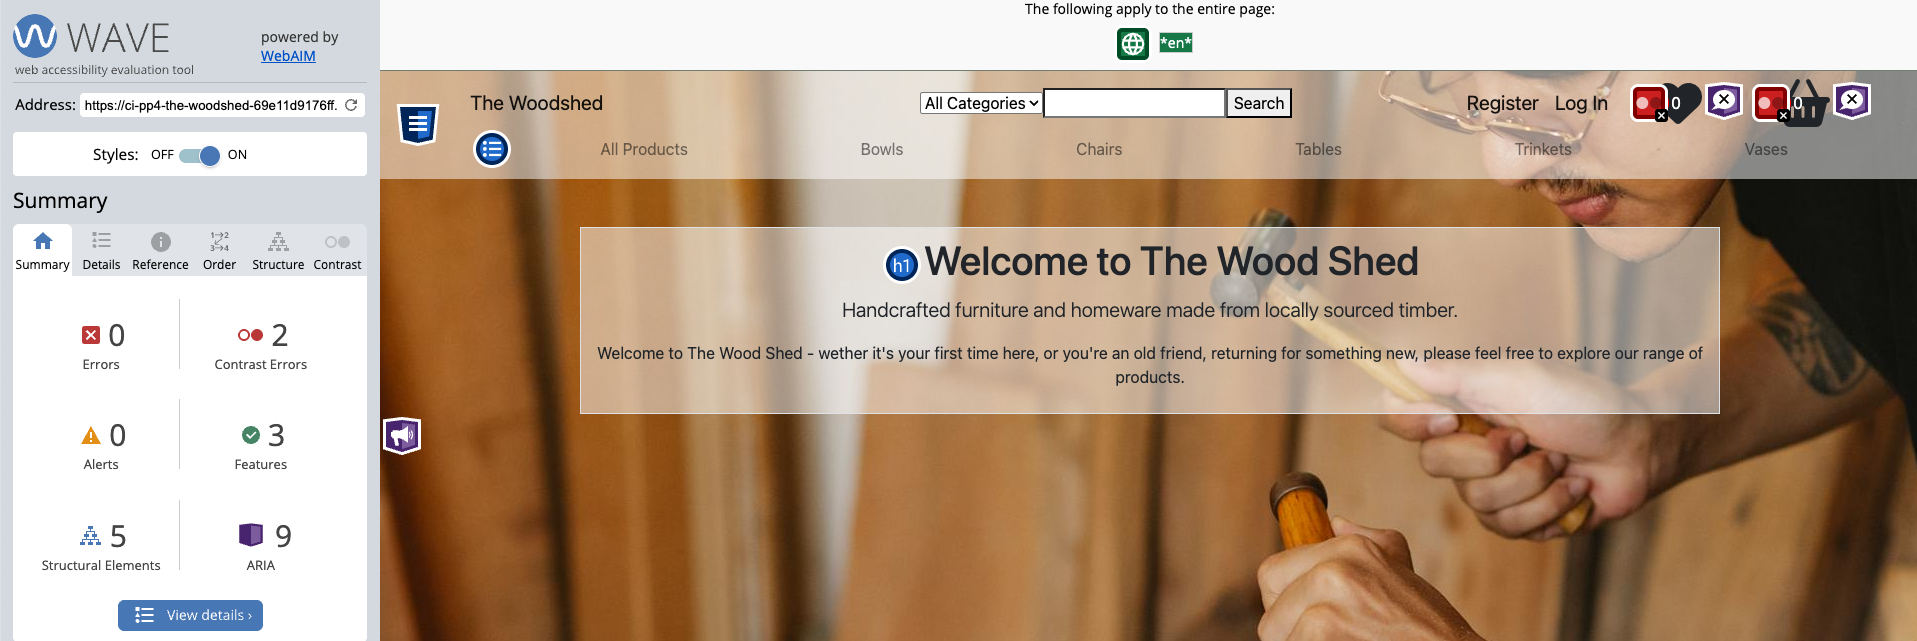 WAVE
powered by
WebAIM
web accessibility evaluation tool
Address: https://ci-pp4-the-woodshed-69e11d9176ff.
Styles: OFF ON
Summary
Summary Details Reference Order Structure Contrast
0 Errors
2 Contrast Errors
0 Alerts
3 Features
5 Structural Elements
9 ARIA
View details ›
The following apply to the entire page:
*en*
The Woodshed
All Categories
Search
Register Log In 0 0
All Products Bowls Chairs Tables Trinkets Vases
h1 Welcome to The Wood Shed
Handcrafted furniture and homeware made from locally sourced timber.
Welcome to The Wood Shed - wether it's your first time here, or you're an old friend, returning for something new, please feel free to explore our range of
products.